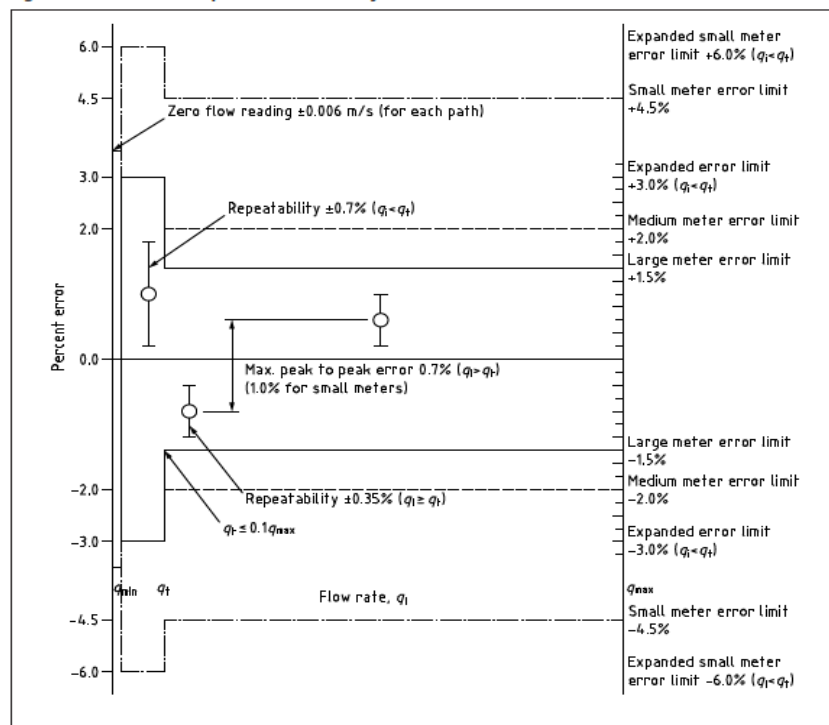 6.0
4.5
3.0
2.0
0.0
-2.0
-3.0
-4.5
-6.0
Percent error
Zero flow reading ±0.006 m/s (for each path)
Repeatability ±0.7% (qi<qt)
Max. peak to peak error 0.7% (qi>qt)
(1.0% for small meters)
Repeatability ±0.35% (qi≥ qt)
qt ≤ 0.1qmax
qmin
qt
Flow rate, qi
qmax
Expanded small meter
error limit +6.0% (qi<qt)
Small meter error limit
+4.5%
Expanded error limit
+3.0% (qi<qt)
Medium meter error limit
+2.0%
Large meter error limit
+1.5%
Large meter error limit
-1.5%
Medium meter error limit
-2.0%
Expanded error limit
-3.0% (qi<qt)
Small meter error limit
-4.5%
Expanded small meter
error limit -6.0% (qi<qt)